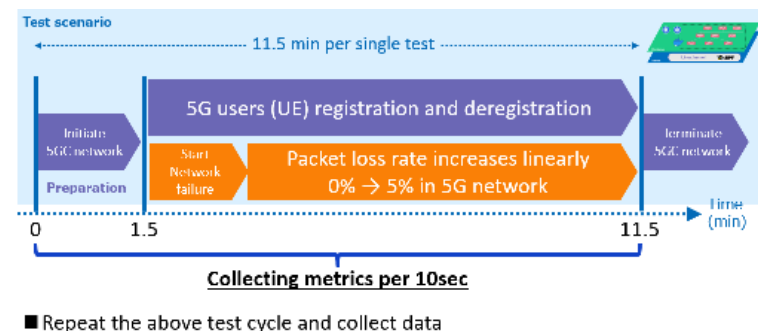 Test scenario
11.5 min per single test
5G users (UE) registration and deregistration
Initiate
5GC network
Start
Network
failure
Packet loss rate increases linearly
0% → 5% in 5G network
Terminate
5GC network
Preparation
Time
(min)
0
1.5
11.5
Collecting metrics per 10sec
■ Repeat the above test cycle and collect data